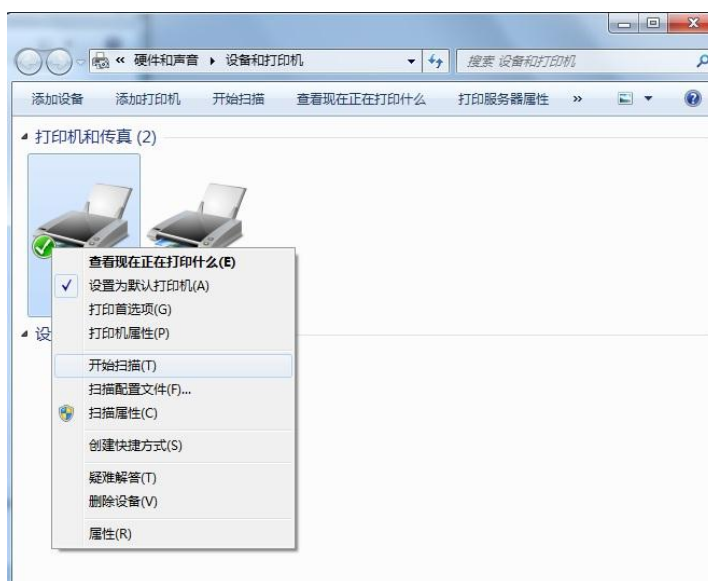 « 硬件和声音 ▸ 设备和打印机
搜索 设备和打印机
添加设备 添加打印机 开始扫描 查看现在正在打印什么 打印服务器属性 »
打印机和传真 (2)
查看现在正在打印什么(E)
设置为默认打印机(A)
打印首选项(G)
打印机属性(P)
设
开始扫描(T)
扫描配置文件(F)...
扫描属性(C)
创建快捷方式(S)
疑难解答(T)
删除设备(V)
属性(R)